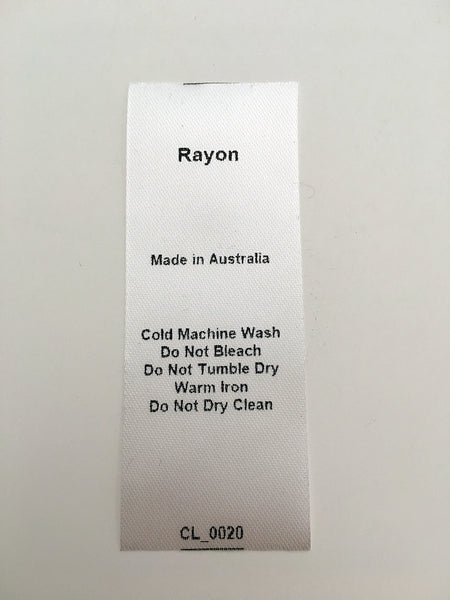 Rayon
Made in Australia
Cold Machine Wash
Do Not Bleach
Do Not Tumble Dry
Warm Iron
Do Not Dry Clean
CL_0020